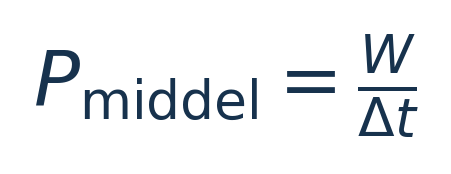 P_middel = W/Δt